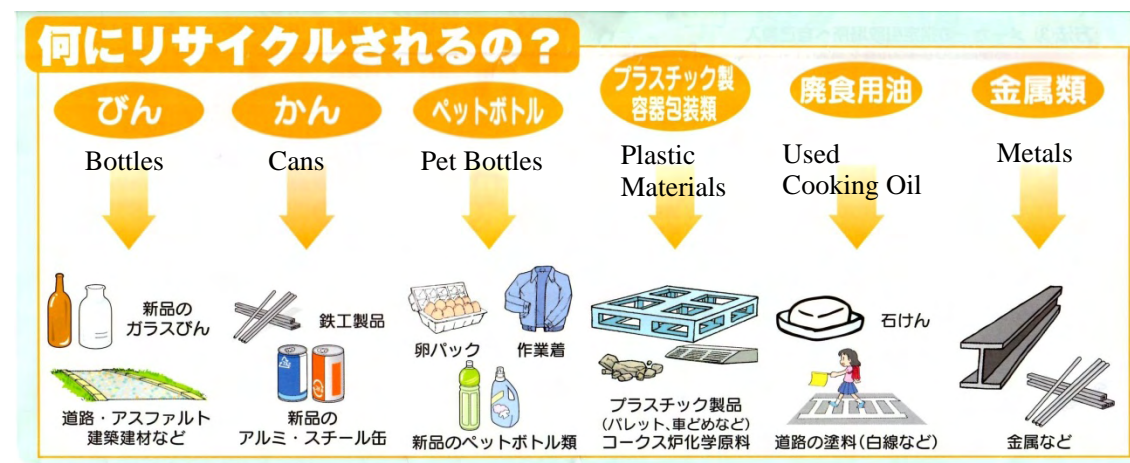 何にリサイクルされるの？
びん
Bottles
新品の
ガラスびん
道路・アスファルト
建築建材など
かん
Cans
鉄工製品
新品の
アルミ・スチール缶
ペットボトル
Pet Bottles
卵パック
作業着
新品のペットボトル類
プラスチック製
容器包装類
Plastic
Materials
プラスチック製品
(パレット、車どめなど)
コークス炉化学原料
廃食用油
Used
Cooking Oil
石けん
道路の塗料(白線など)
金属類
Metals
金属など